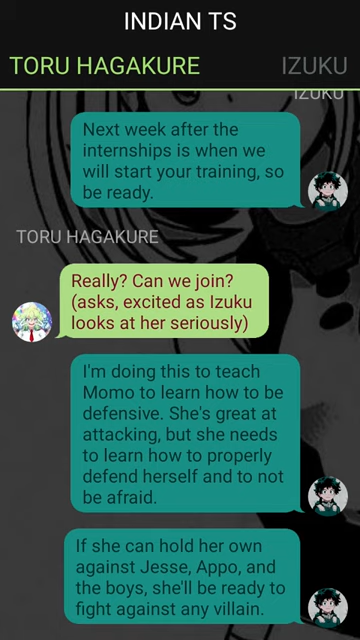 INDIAN TS
TORU HAGAKURE IZUKU
IZUKU
Next week after the
internships is when we
will start your training, so
be ready.
TORU HAGAKURE
Really? Can we join?
(asks, excited as Izuku
looks at her seriously)
I'm doing this to teach
Momo to learn how to be
defensive. She's great at
attacking, but she needs
to learn how to properly
defend herself and to not
be afraid.
If she can hold her own
against Jesse, Appo, and
the boys, she'll be ready to
fight against any villain.